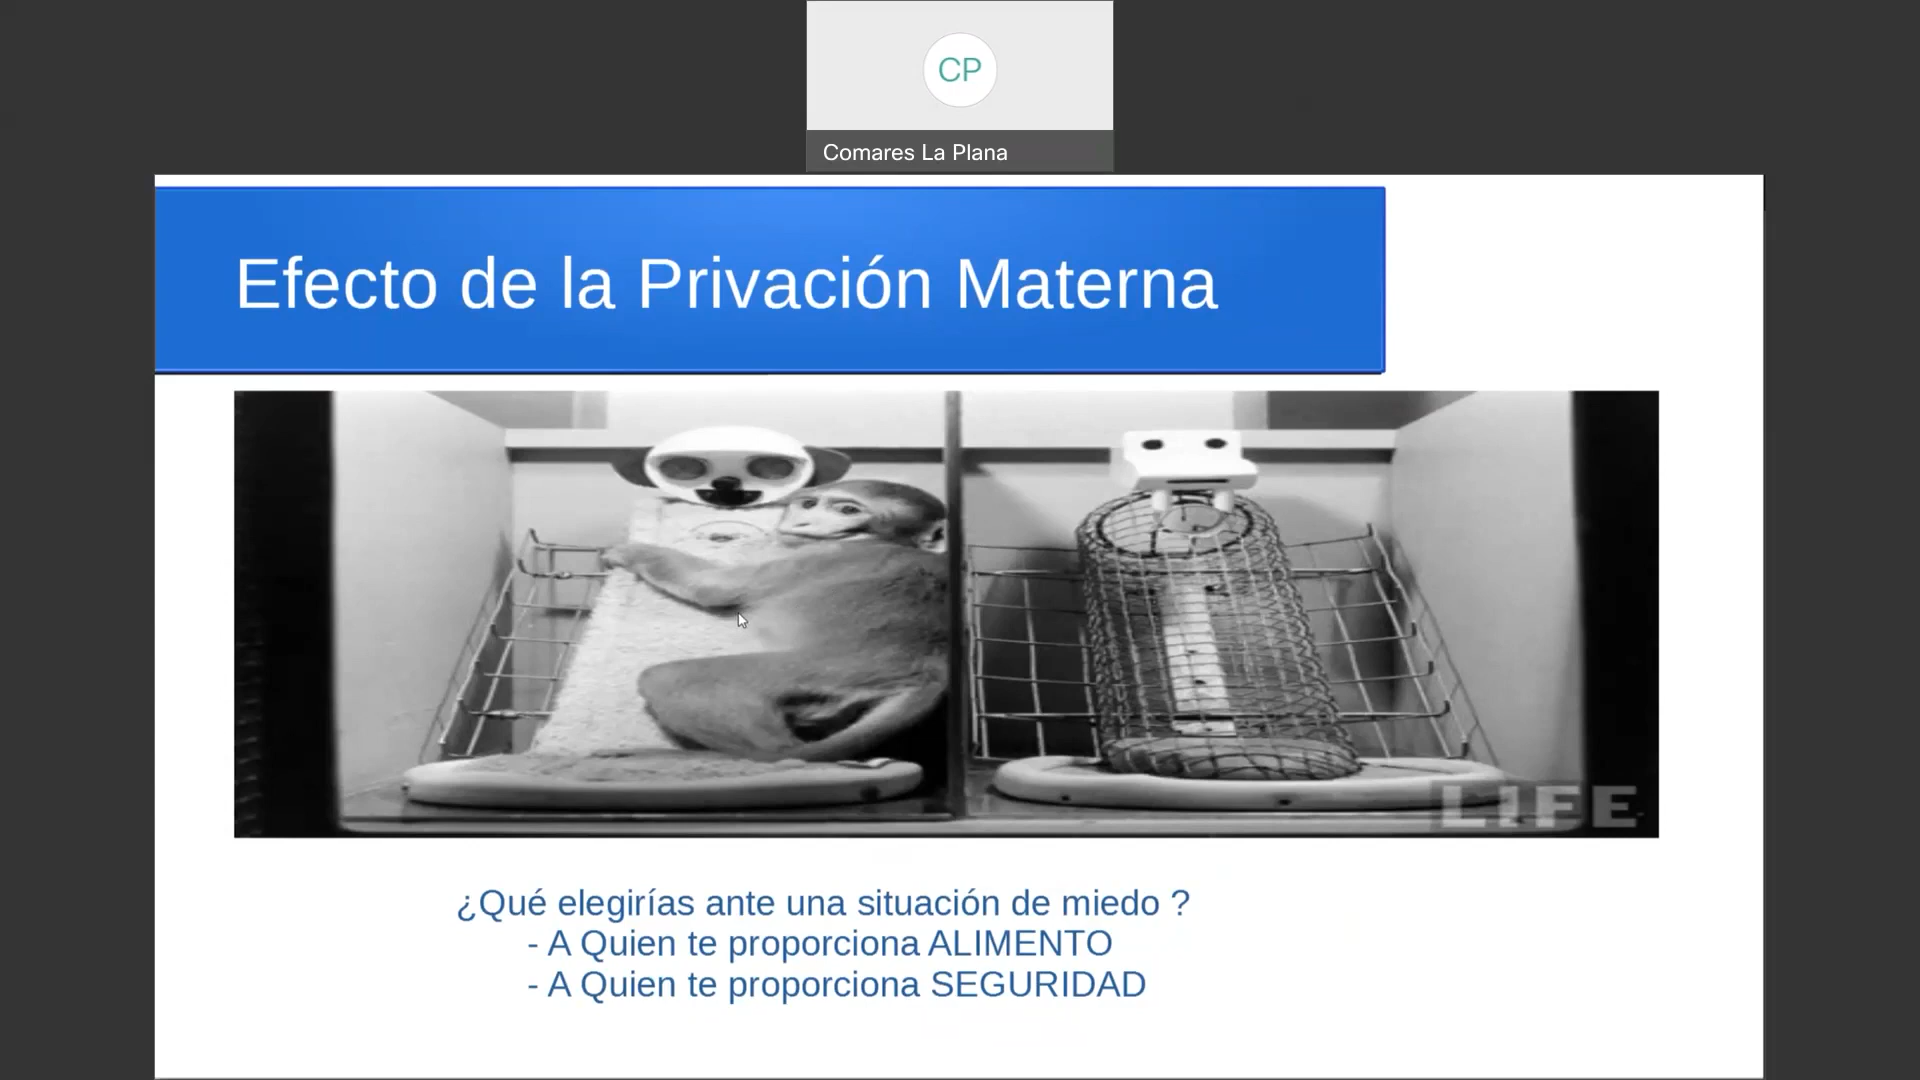 CP
Comares La Plana
Efecto de la Privación Materna
LIFE
¿Qué elegirías ante una situación de miedo ?
- A Quien te proporciona ALIMENTO
- A Quien te proporciona SEGURIDAD